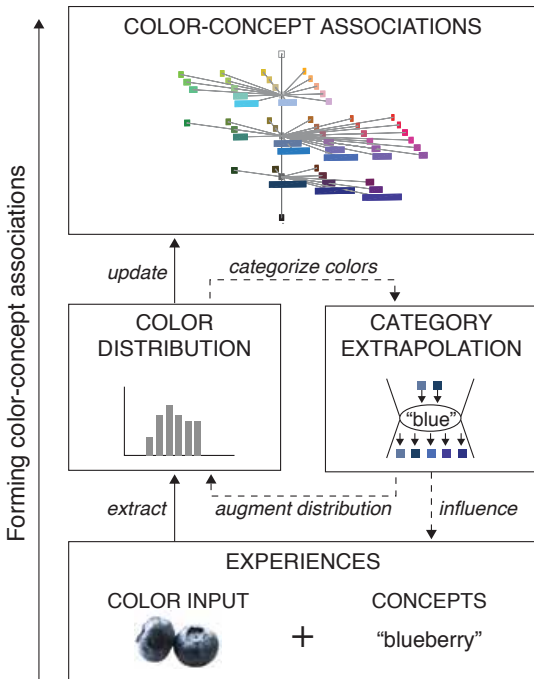 COLOR-CONCEPT ASSOCIATIONS
update
categorize colors
COLOR
DISTRIBUTION
CATEGORY
EXTRAPOLATION
"blue"
extract
augment distribution
influence
EXPERIENCES
COLOR INPUT
CONCEPTS
+
"blueberry"
Forming color-concept associations